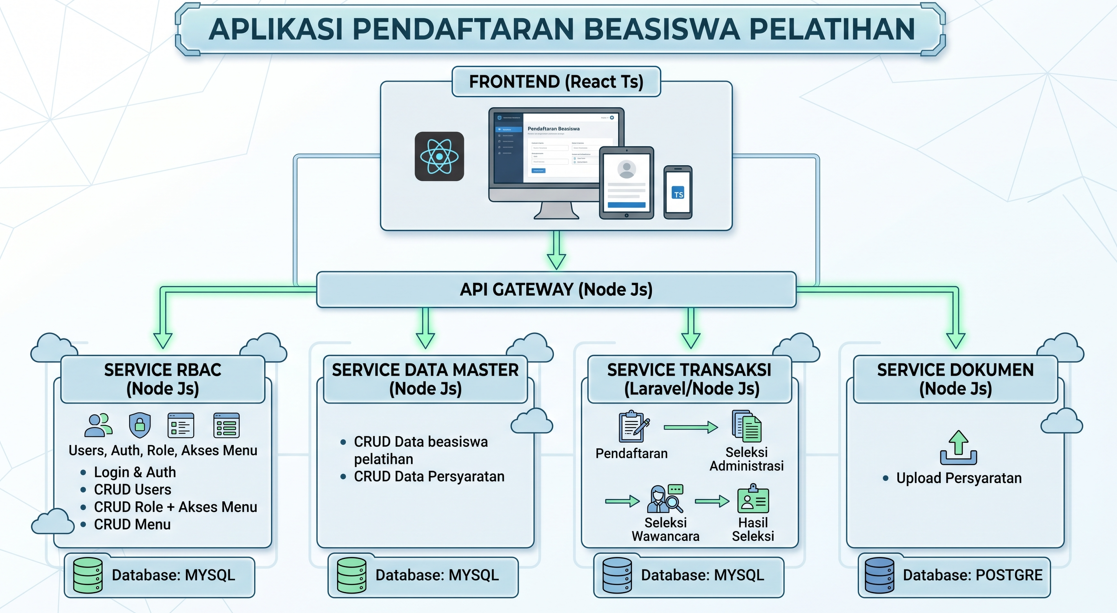 APLIKASI PENDAFTARAN BEASISWA PELATIHAN
FRONTEND (React Ts)
Pendaftaran Beasiswa
TS
API GATEWAY (Node Js)
SERVICE RBAC
(Node Js)
Users, Auth, Role, Akses Menu
• Login & Auth
• CRUD Users
• CRUD Role + Akses Menu
• CRUD Menu
Database: MYSQL
SERVICE DATA MASTER
(Node Js)
• CRUD Data beasiswa
pelatihan
• CRUD Data Persyaratan
Database: MYSQL
SERVICE TRANSAKSI
(Laravel/Node Js)
Pendaftaran
Seleksi
Administrasi
Seleksi
Wawancara
Hasil
Seleksi
Database: MYSQL
SERVICE DOKUMEN
(Node Js)
• Upload Persyaratan
Database: POSTGRE